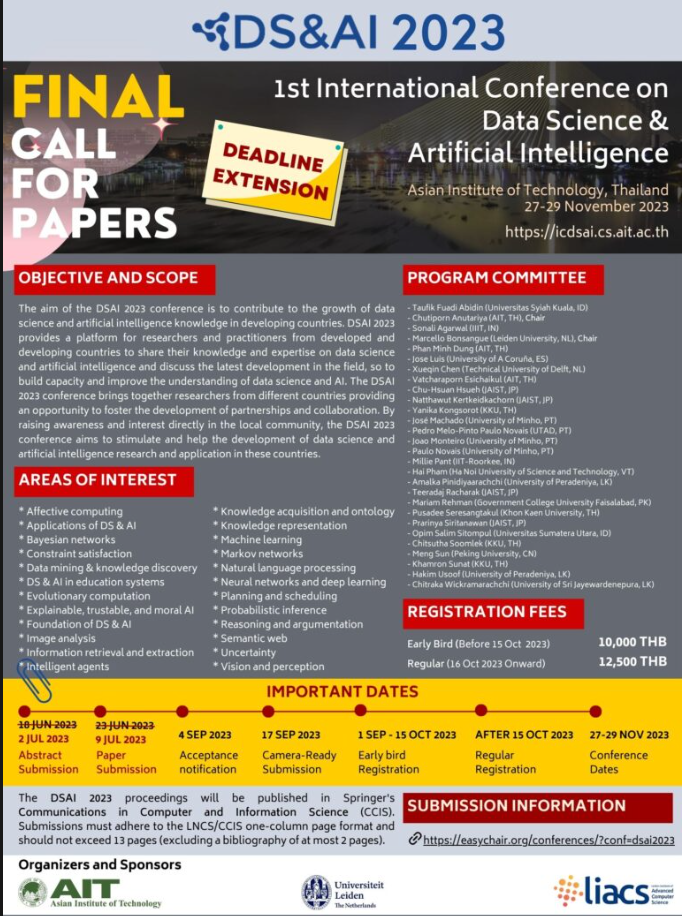 DS&AI 2023
FINAL
CALL
FOR
PAPERS
DEADLINE
EXTENSION
1st International Conference on
Data Science &
Artificial Intelligence
Asian Institute of Technology, Thailand
27-29 November 2023
https://icdsai.cs.ait.ac.th
OBJECTIVE AND SCOPE
The aim of the DSAI 2023 conference is to contribute to the growth of data
science and artificial intelligence knowledge in developing countries. DSAI 2023
provides a platform for researchers and practitioners from developed and
developing countries to share their knowledge and expertise on data science
and artificial intelligence and discuss the latest development in the field, so to
build capacity and improve the understanding of data science and AI. The DSAI
2023 conference brings together researchers from different countries providing
an opportunity to foster the development of partnerships and collaboration. By
raising awareness and interest directly in the local community, the DSAI 2023
conference aims to stimulate and help the development of data science and
artificial intelligence research and application in these countries.
AREAS OF INTEREST
* Affective computing
* Applications of DS & AI
* Bayesian networks
* Constraint satisfaction
* Data mining & knowledge discovery
* DS & AI in education systems
* Evolutionary computation
* Explainable, trustable, and moral AI
* Foundation of DS & AI
* Image analysis
* Information retrieval and extraction
* Intelligent agents
* Knowledge acquisition and ontology
* Knowledge representation
* Machine learning
* Markov networks
* Natural language processing
* Neural networks and deep learning
* Planning and scheduling
* Probabilistic inference
* Reasoning and argumentation
* Semantic web
* Uncertainty
* Vision and perception
PROGRAM COMMITTEE
- Taufik Fuadi Abidin (Universitas Syiah Kuala, ID)
- Chutiporn Anutariya (AIT, TH), Chair
- Sonali Agarwal (IIIT, IN)
- Marcello Bonsangue (Leiden University, NL), Chair
- Phan Minh Dung (AIT, TH)
- Jose Luis (University of A Coruña, ES)
- Xueqin Chen (Technical University of Delft, NL)
- Vatcharaporn Esichaikul (AIT, TH)
- Chu-Hsuan Hsueh (JAIST, JP)
- Natthawut Kertkeidkachorn (JAIST, JP)
- Yanika Kongsorot (KKU, TH)
- José Machado (University of Minho, PT)
- Pedro Melo-Pinto Paulo Novais (UTAD, PT)
- Joao Monteiro (University of Minho, PT)
- Paulo Novais (University of Minho, PT)
- Millie Pant (IIT-Roorkee, IN)
- Hai Pham (Ha Noi University of Science and Technology, VT)
- Amalka Pinidiyaarachchi (University of Peradeniya, LK)
- Teeradaj Racharak (JAIST, JP)
- Mariam Rehman (Government College University Faisalabad, PK)
- Pusadee Seresangtakul (Khon Kaen University, TH)
- Prarinya Siritanawan (JAIST, JP)
- Opim Salim Sitompul (Universitas Sumatera Utara, ID)
- Chitsutha Soomlek (KKU, TH)
- Meng Sun (Peking University, CN)
- Khamron Sunat (KKU, TH)
- Hakim Usoof (University of Peradeniya, LK)
- Chitraka Wickramarachchi (University of Sri Jayewardenepura, LK)
REGISTRATION FEES
Early Bird (Before 15 Oct 2023) 10,000 THB
Regular (16 Oct 2023 Onward) 12,500 THB
IMPORTANT DATES
18 JUN 2023
2 JUL 2023
Abstract
Submission
23 JUN 2023
9 JUL 2023
Paper
Submission
4 SEP 2023
Acceptance
notification
17 SEP 2023
Camera-Ready
Submission
1 SEP - 15 OCT 2023
Early bird
Registration
AFTER 15 OCT 2023
Regular
Registration
27-29 NOV 2023
Conference
Dates
The DSAI 2023 proceedings will be published in Springer's
Communications in Computer and Information Science (CCIS).
Submissions must adhere to the LNCS/CCIS one-column page format and
should not exceed 13 pages (excluding a bibliography of at most 2 pages).
SUBMISSION INFORMATION
https://easychair.org/conferences/?conf=dsai2023
Organizers and Sponsors
AIT
Asian Institute of Technology
Universiteit
Leiden
The Netherlands
liacs
Advanced
Computer
Science